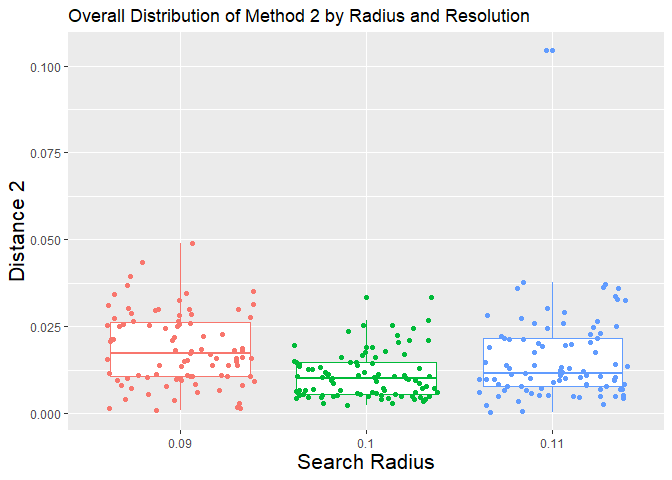 Overall Distribution of Method 2 by Radius and Resolution
0.100
0.075
0.050
0.025
0.000
Distance 2
0.09 0.1 0.11
Search Radius